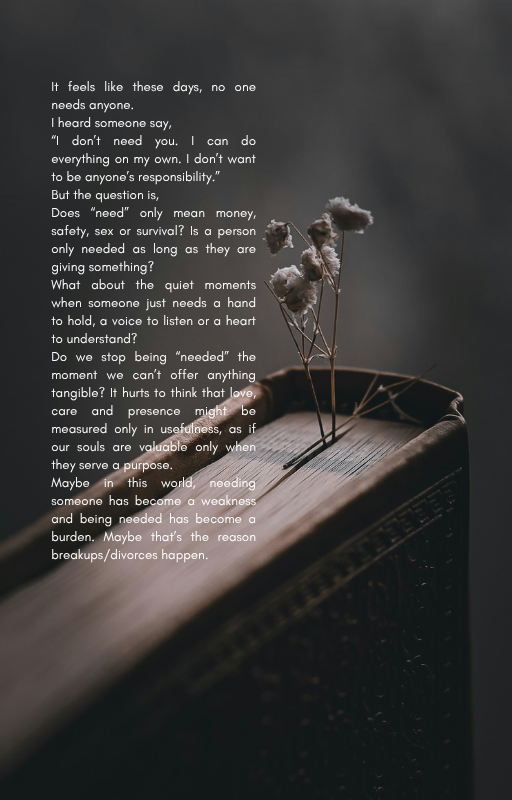 It feels like these days, no one
needs anyone.
I heard someone say,
“I don’t need you. I can do
everything on my own. I don’t want
to be anyone’s responsibility.”
But the question is,
Does “need” only mean money,
safety, sex or survival? Is a person
only needed as long as they are
giving something?
What about the quiet moments
when someone just needs a hand
to hold, a voice to listen or a heart
to understand?
Do we stop being “needed” the
moment we can’t offer anything
tangible? It hurts to think that love,
care and presence might be
measured only in usefulness, as if
our souls are valuable only when
they serve a purpose.
Maybe in this world, needing
someone has become a weakness
and being needed has become a
burden. Maybe that’s the reason
breakups/divorces happen.